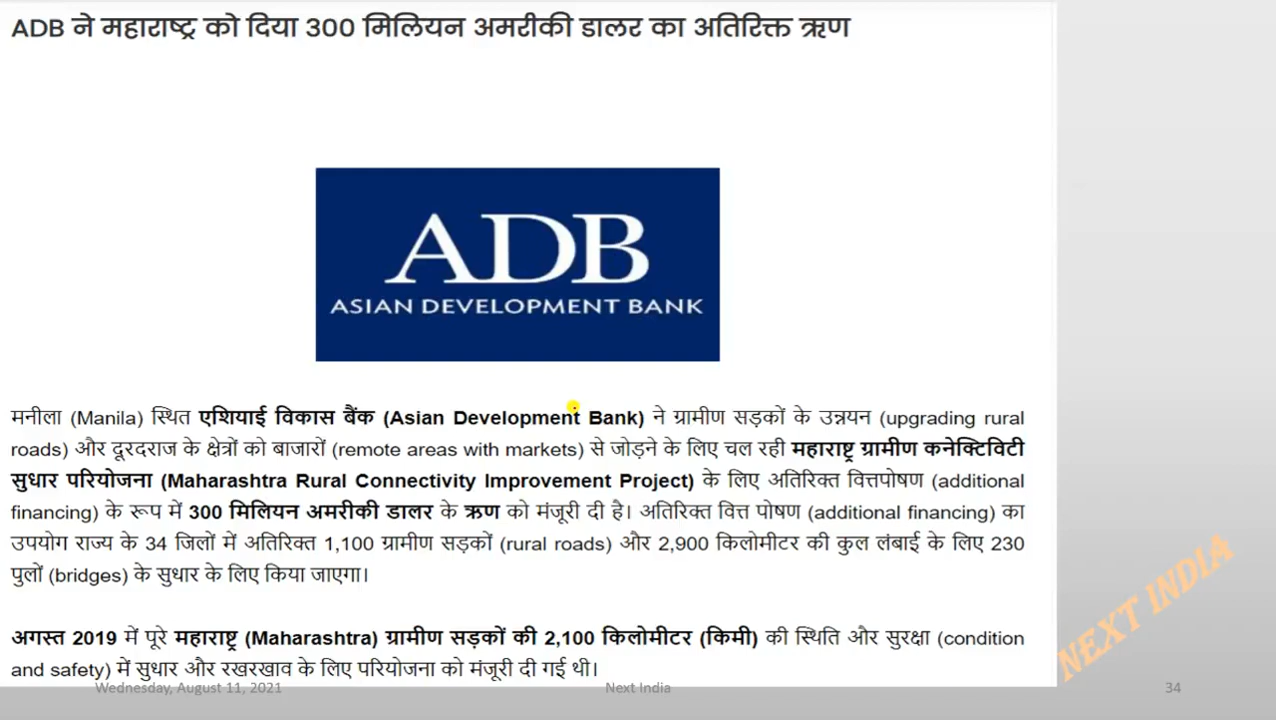 ADB ने महाराष्ट्र को दिया 300 मिलियन अमरीकी डालर का अतिरिक्त ऋण
ADB
ASIAN DEVELOPMENT BANK
मनीला (Manila) स्थित एशियाई विकास बैंक (Asian Development Bank) ने ग्रामीण सड़कों के उन्नयन (upgrading rural
roads) और दूरदराज के क्षेत्रों को बाजारों (remote areas with markets) से जोड़ने के लिए चल रही महाराष्ट्र ग्रामीण कनेक्टिविटी
सुधार परियोजना (Maharashtra Rural Connectivity Improvement Project) के लिए अतिरिक्त वित्तपोषण (additional
financing) के रूप में 300 मिलियन अमरीकी डालर के ऋण को मंजूरी दी है। अतिरिक्त वित्त पोषण (additional financing) का
उपयोग राज्य के 34 जिलों में अतिरिक्त 1,100 ग्रामीण सड़कों (rural roads) और 2,900 किलोमीटर की कुल लंबाई के लिए 230
पुलों (bridges) के सुधार के लिए किया जाएगा।
अगस्त 2019 में पूरे महाराष्ट्र (Maharashtra) ग्रामीण सड़कों की 2,100 किलोमीटर (किमी) की स्थिति और सुरक्षा (condition
and safety) में सुधार और रखरखाव के लिए परियोजना को मंजूरी दी गई थी।
NEXT INDIA
Wednesday, August 11, 2021
Next India
34